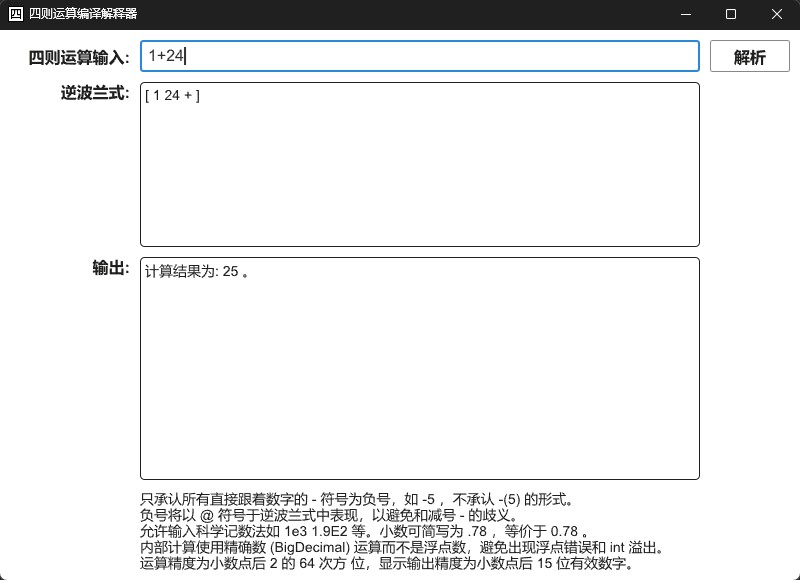 四 四则运算编译解释器
四则运算输入: 1+24 解析
逆波兰式: [ 1 24 + ]
输出: 计算结果为: 25 。
只承认所有直接跟着数字的 - 符号为负号，如 -5 ，不承认 -(5) 的形式。
负号将以 @ 符号于逆波兰式中表现，以避免和减号 - 的歧义。
允许输入科学记数法如 1e3 1.9E2 等。小数可简写为 .78 ，等价于 0.78 。
内部计算使用精确数 (BigDecimal) 运算而不是浮点数，避免出现浮点错误和 int 溢出。
运算精度为小数点后 2 的 64 次方 位，显示输出精度为小数点后 15 位有效数字。